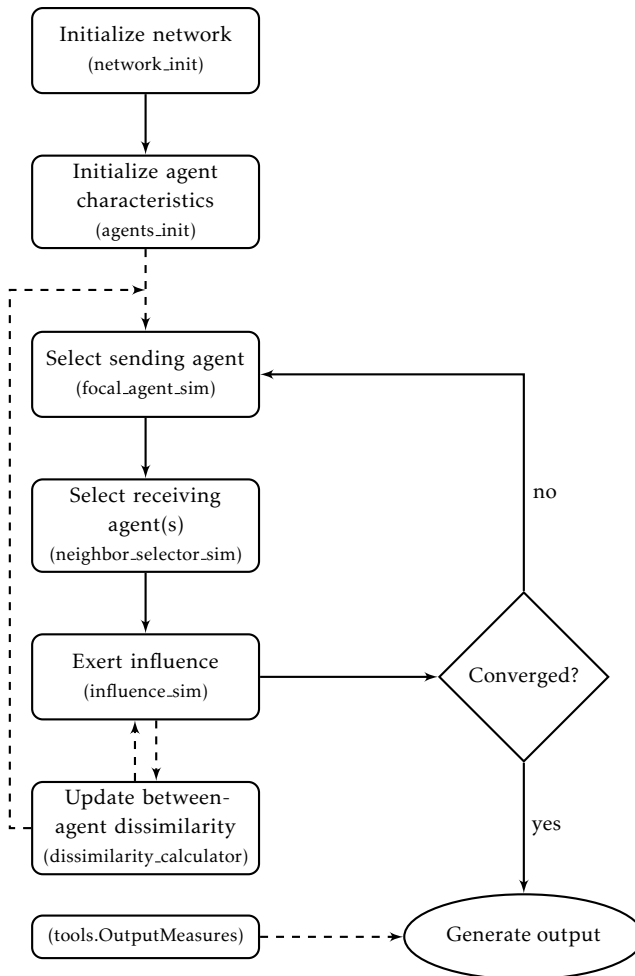 Initialize network
(network_init)
Initialize agent
characteristics
(agents_init)
Select sending agent
(focal_agent_sim)
Select receiving
agent(s)
(neighbor_selector_sim)
no
Exert influence
(influence_sim)
Converged?
Update between-
agent dissimilarity
(dissimilarity_calculator)
yes
(tools.OutputMeasures)
Generate output